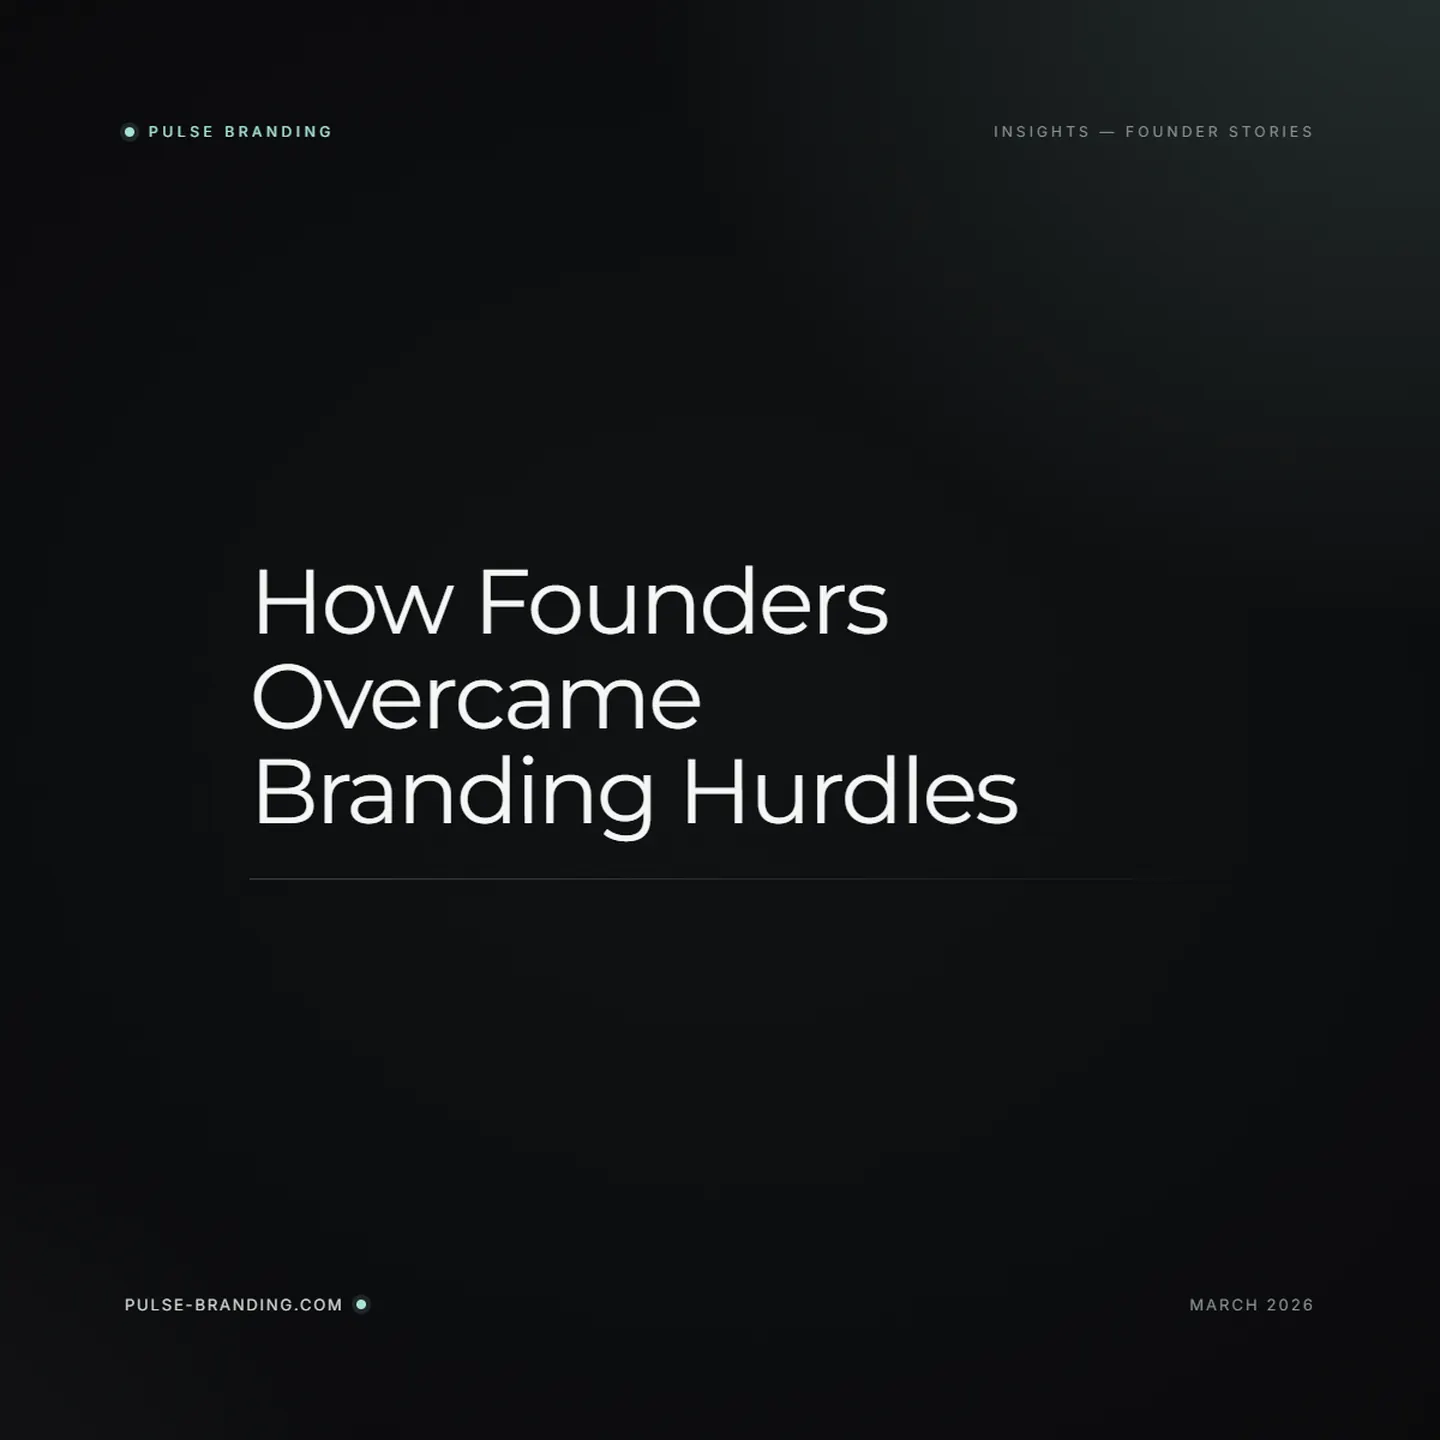 PULSE BRANDING
INSIGHTS — FOUNDER STORIES
How Founders
Overcame
Branding Hurdles
PULSE-BRANDING.COM
MARCH 2026